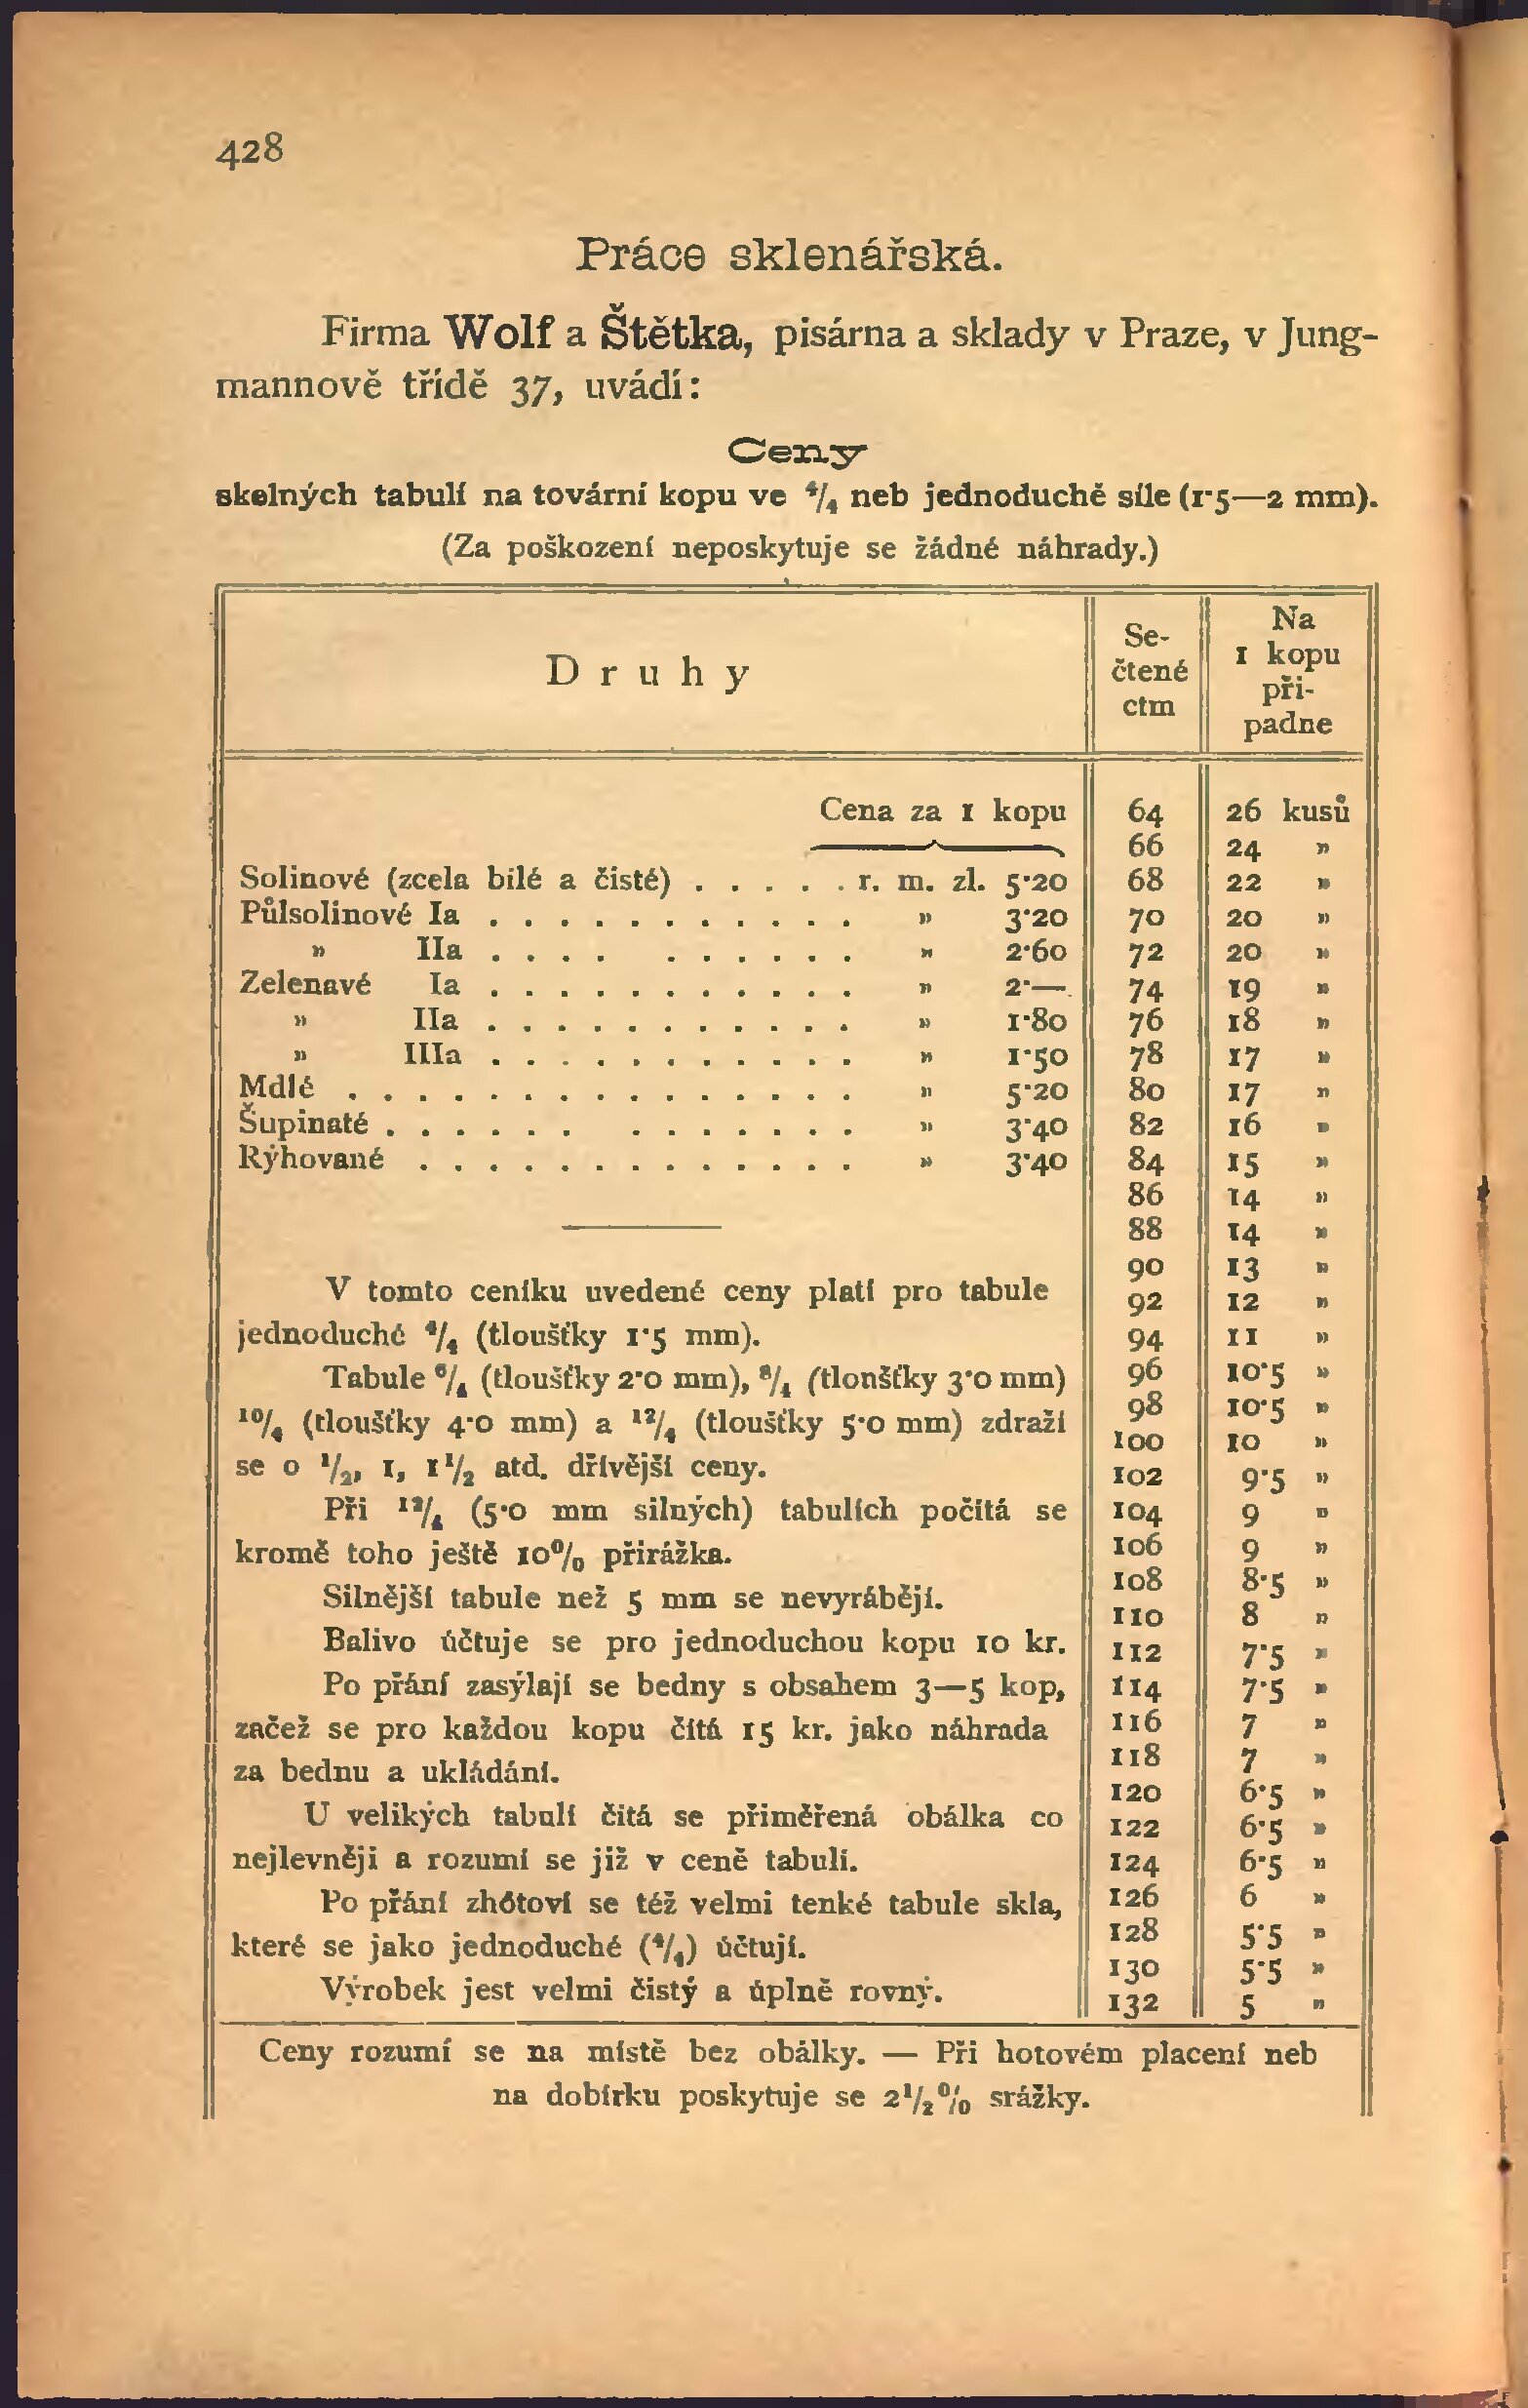 428
Práce sklenářská.
Firma Wolf a Štětka, pisárna a sklady v Praze, v Jung-
mannově třídě 37, uvádí:
Ceny
skelných tabulí na tovární kopu ve 4/4 neb jednoduché síle (1·5—2 mm).
(Za poškození neposkytuje se žádné náhrady.)
Druhy
Se-
čtené
ctm
Na
1 kopu
při-
padne
Cena za 1 kopu
Solinové (zcela bílé a čisté) . . . . . r. m. zl. 5·20
Půlsolinové Ia . . . . . . . . . . . » 3·20
» IIa . . . . . . . . . . » 2·60
Zelenavé Ia . . . . . . . . . . . » 2·—
» IIa . . . . . . . . . . . » 1·80
» IIIa . . . . . . . . . . . » 1·50
Mdlé . . . . . . . . . . . . . . . » 5·20
Šupinaté . . . . . . . . . . . . . » 3·40
Rýhované . . . . . . . . . . . . . » 3·40
V tomto ceníku uvedené ceny platí pro tabule
jednoduché 4/4 (tloušťky 1·5 mm).
Tabule 6/4 (tloušťky 2·0 mm), 8/4 (tlonšťky 3·0 mm)
10/4 (tloušťky 4·0 mm) a 12/4 (tloušťky 5·0 mm) zdraží
se o 1/2, 1, 1 1/2 atd. dřívější ceny.
Při 12/4 (5·0 mm silných) tabulích počítá se
kromě toho ještě 10% přirážka.
Silnější tabule než 5 mm se nevyrábějí.
Balivo účtuje se pro jednoduchou kopu 10 kr.
Po přání zasýlají se bedny s obsahem 3—5 kop,
začež se pro každou kopu čítá 15 kr. jako náhrada
za bednu a ukládání.
U velikých tabulí čítá se přiměřená obálka co
nejlevněji a rozumí se již v ceně tabulí.
Po přání zhotoví se též velmi tenké tabule skla,
které se jako jednoduché (4/4) účtují.
Výrobek jest velmi čistý a úplně rovný.
64 26 kusů
66 24 »
68 22 »
70 20 »
72 20 »
74 19 »
76 18 »
78 17 »
80 17 »
82 16 »
84 15 »
86 14 »
88 14 »
90 13 »
92 12 »
94 11 »
96 10·5 »
98 10·5 »
100 10 »
102 9·5 »
104 9 »
106 9 »
108 8·5 »
110 8 »
112 7·5 »
114 7·5 »
116 7 »
118 7 »
120 6·5 »
122 6·5 »
124 6·5 »
126 6 »
128 5·5 »
130 5·5 »
132 5 »
Ceny rozumí se na místě bez obálky. — Při hotovém placení neb
na dobírku poskytuje se 2 1/2% srážky.